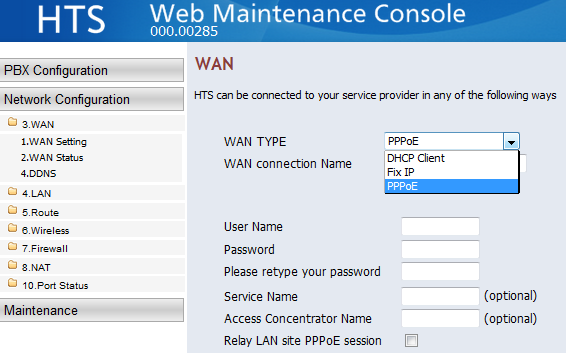 HTS Web Maintenance Console
000.00285
PBX Configuration
Network Configuration
3.WAN
1.WAN Setting
2.WAN Status
4.DDNS
4.LAN
5.Route
6.Wireless
7.Firewall
8.NAT
10.Port Status
Maintenance
WAN
HTS can be connected to your service provider in any of the following ways
WAN TYPE PPPoE
DHCP Client
Fix IP
PPPoE
WAN connection Name
User Name
Password
Please retype your password
Service Name (optional)
Access Concentrator Name (optional)
Relay LAN site PPPoE session